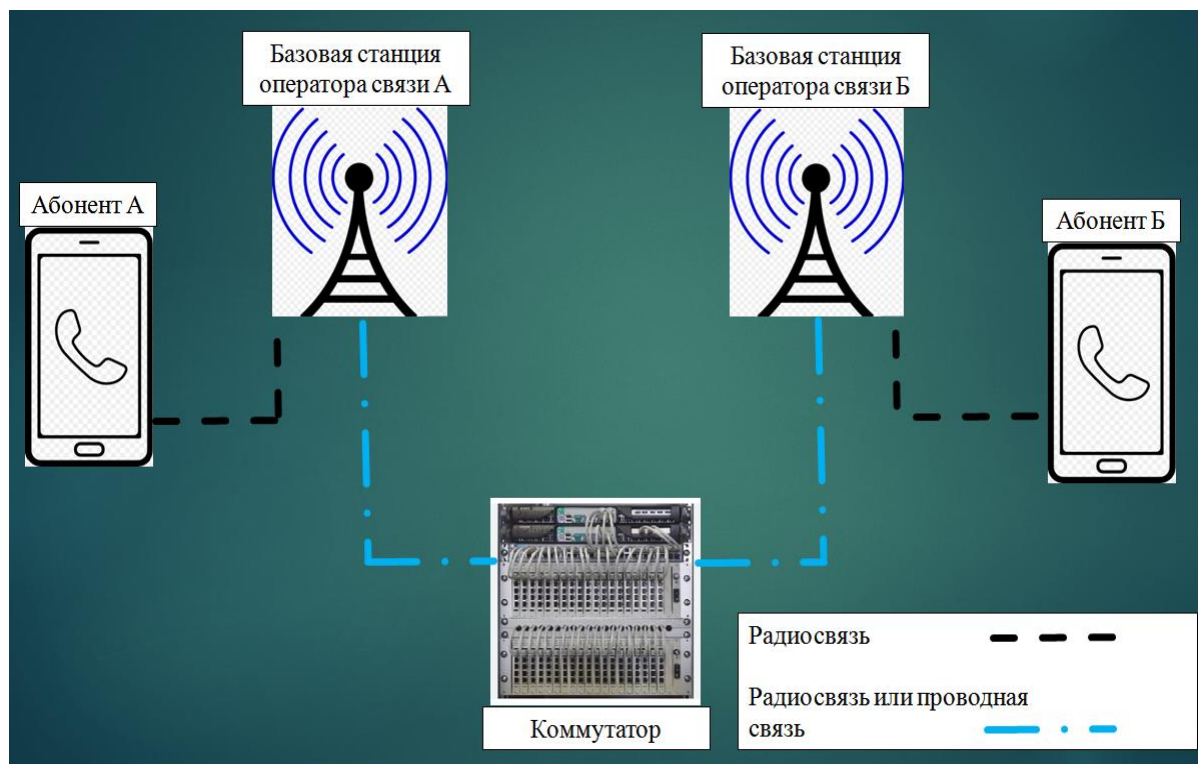 Базовая станция
оператора связи А
Базовая станция
оператора связи Б
Абонент А
Абонент Б
Коммутатор
Радиосвязь
Радиосвязь или проводная
связь